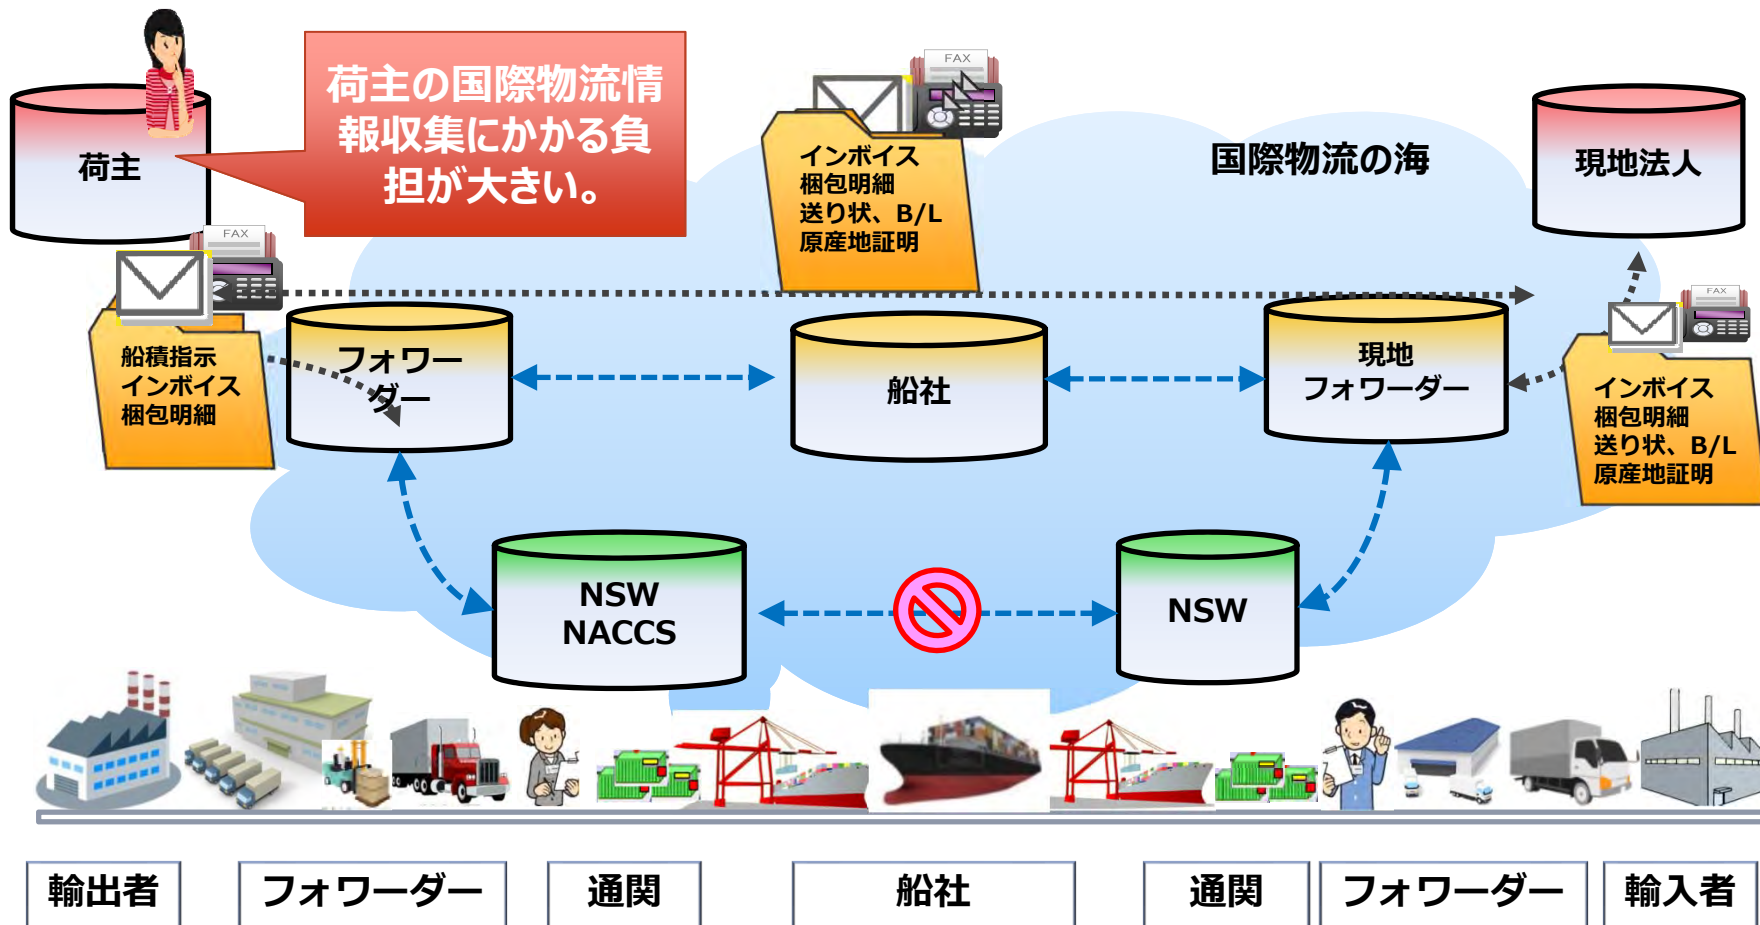 荷主の国際物流情
報収集にかかる負
担が大きい。
荷主
FAX
インボイス
梱包明細
送り状、B/L
原産地証明
国際物流の海
現地法人
FAX
船積指示
インボイス
梱包明細
フォワー
ダー
船社
現地
フォワーダー
FAX
インボイス
梱包明細
送り状、B/L
原産地証明
NSW
NACCS
NSW
輸出者
フォワーダー
通関
船社
通関
フォワーダー
輸入者